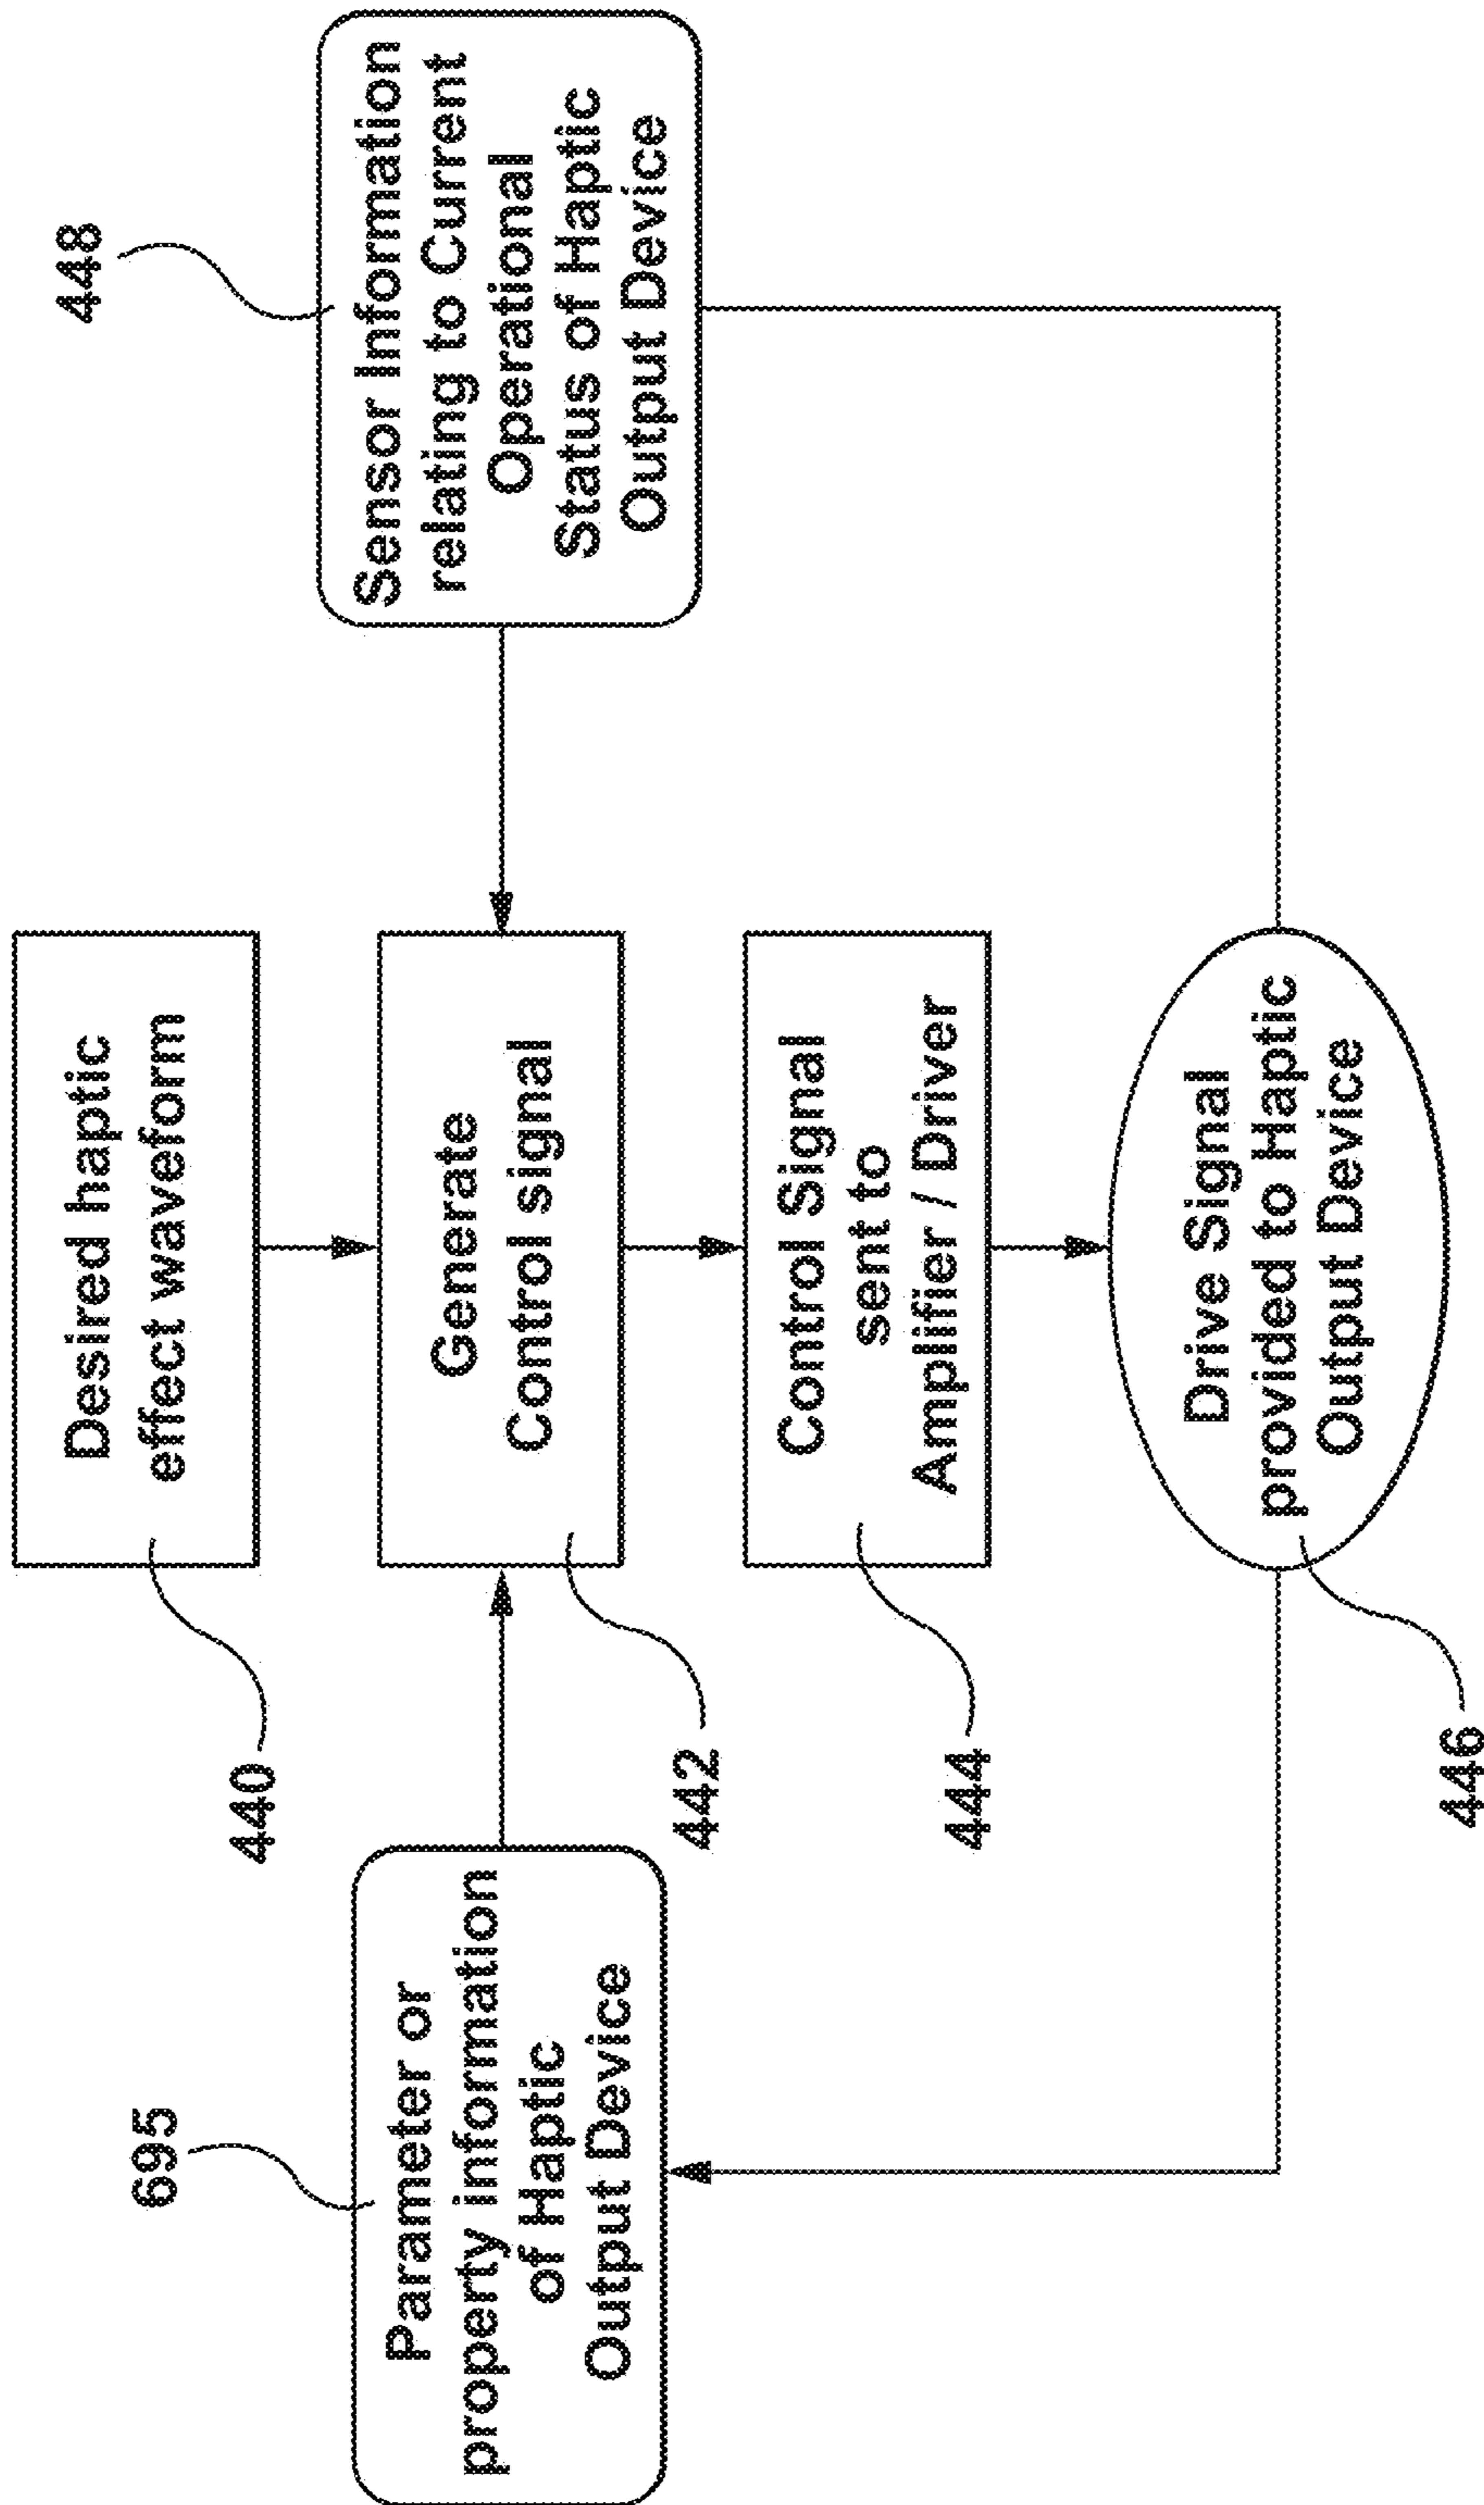 695
Parameter or
property information
of Haptic
Output Device
440
Desired haptic
effect waveform
442
Generate
Control signal
444
Control Signal
sent to
Amplifier / Driver
446
Drive Signal
provided to Haptic
Output Device
448
Sensor Information
relating to Current
Operational
Status of Haptic
Output Device